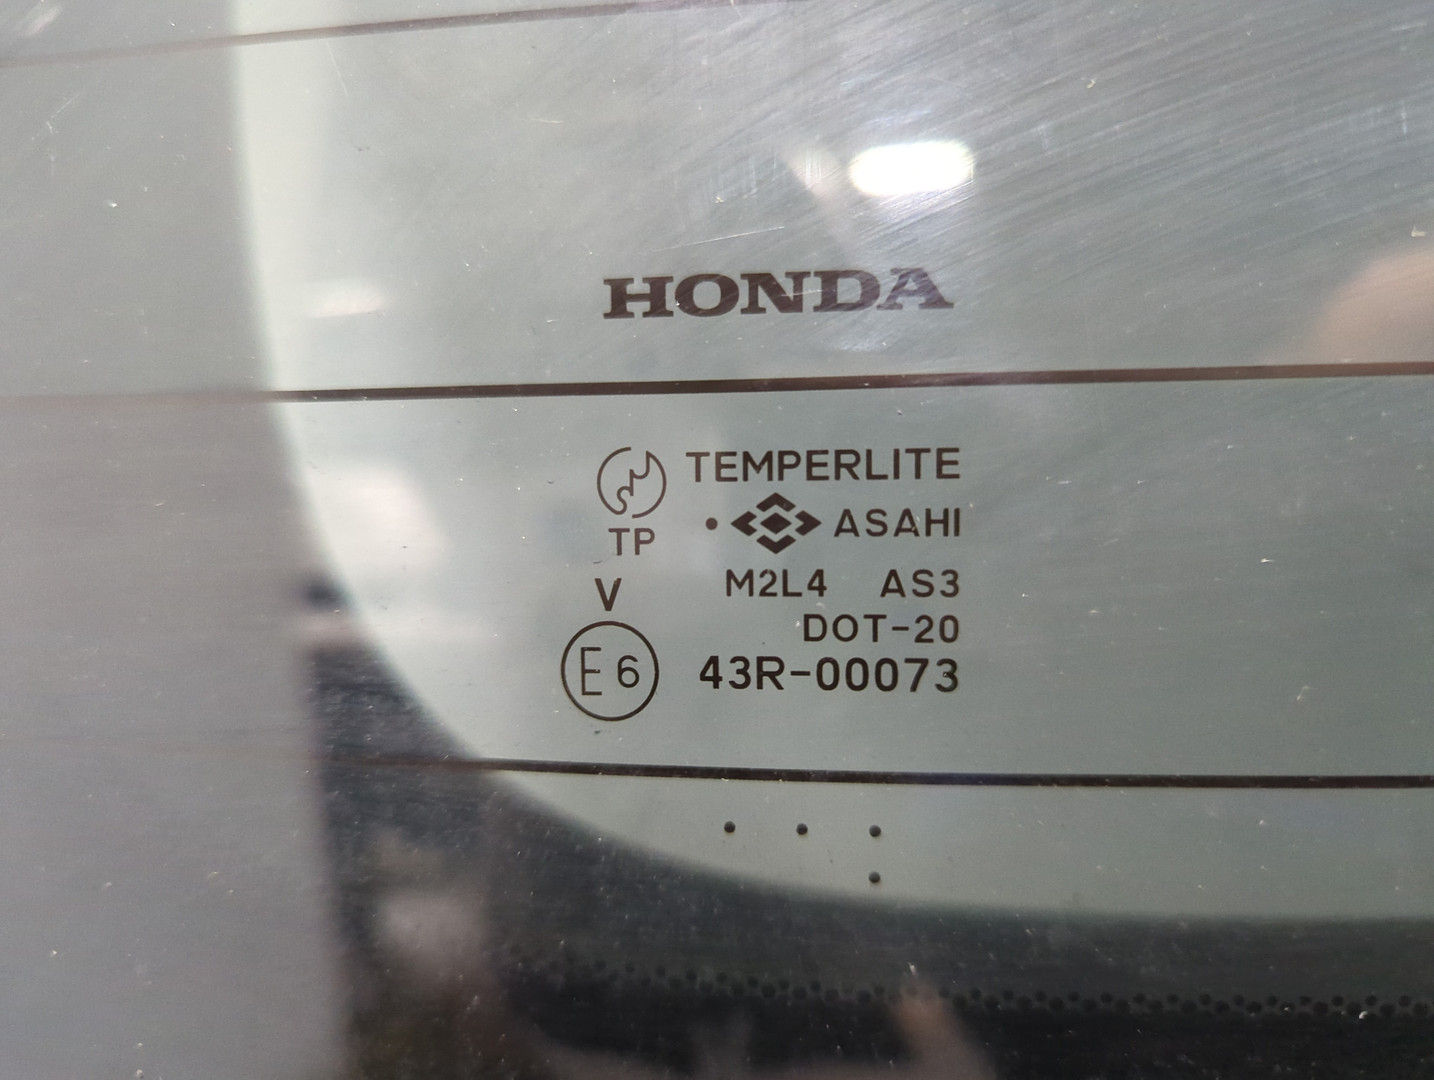 HONDA
TEMPERLITE
TP
ASAHI
M2L4 AS3
V
DOT-20
E6 43R-00073